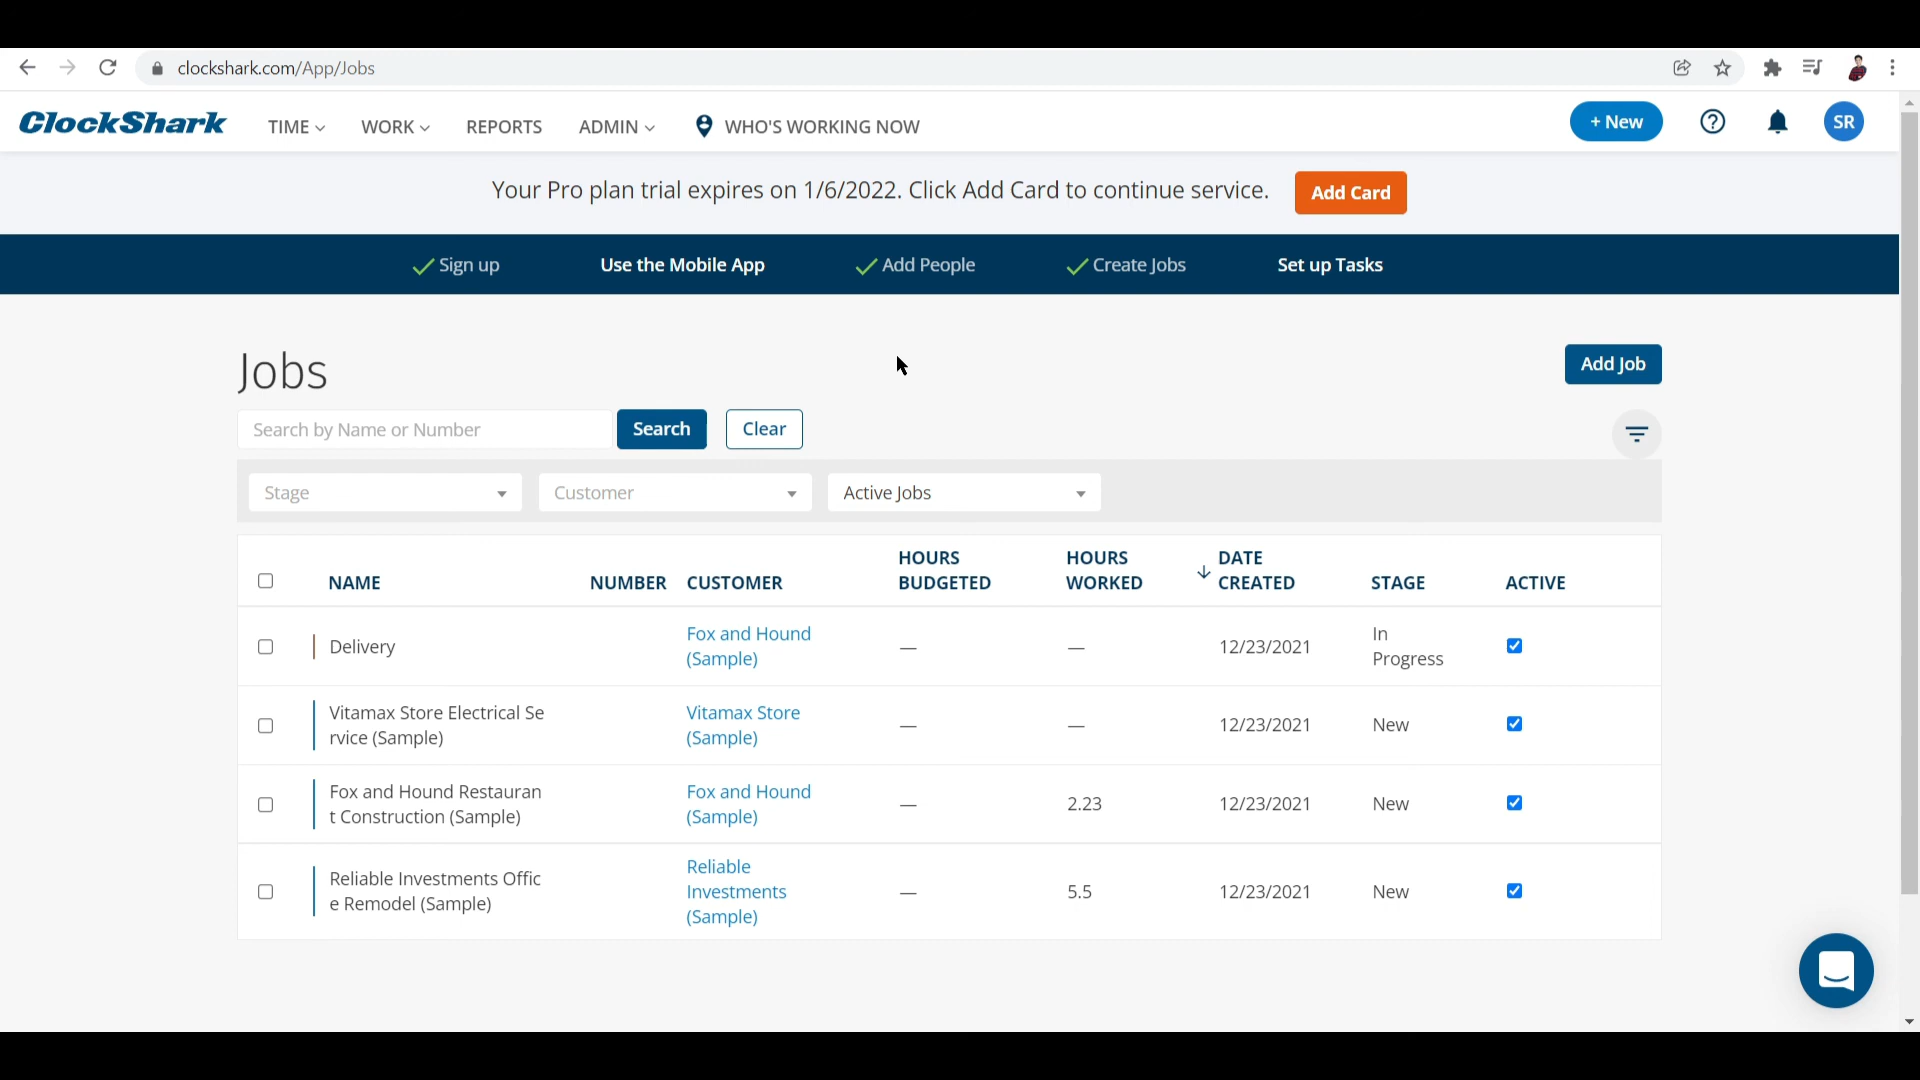 clockshark.com/App/Jobs
ClockShark TIME WORK REPORTS ADMIN WHO'S WORKING NOW + New SR
Your Pro plan trial expires on 1/6/2022. Click Add Card to continue service. Add Card
Sign up Use the Mobile App Add People Create Jobs Set up Tasks
Jobs Add Job
Search by Name or Number Search Clear
Stage Customer Active Jobs
NAME NUMBER CUSTOMER HOURS BUDGETED HOURS WORKED DATE CREATED STAGE ACTIVE
Delivery Fox and Hound (Sample) — — 12/23/2021 In Progress
Vitamax Store Electrical Se
rvice (Sample) Vitamax Store (Sample) — — 12/23/2021 New
Fox and Hound Restauran
t Construction (Sample) Fox and Hound (Sample) — 2.23 12/23/2021 New
Reliable Investments Offic
e Remodel (Sample) Reliable Investments (Sample) — 5.5 12/23/2021 New